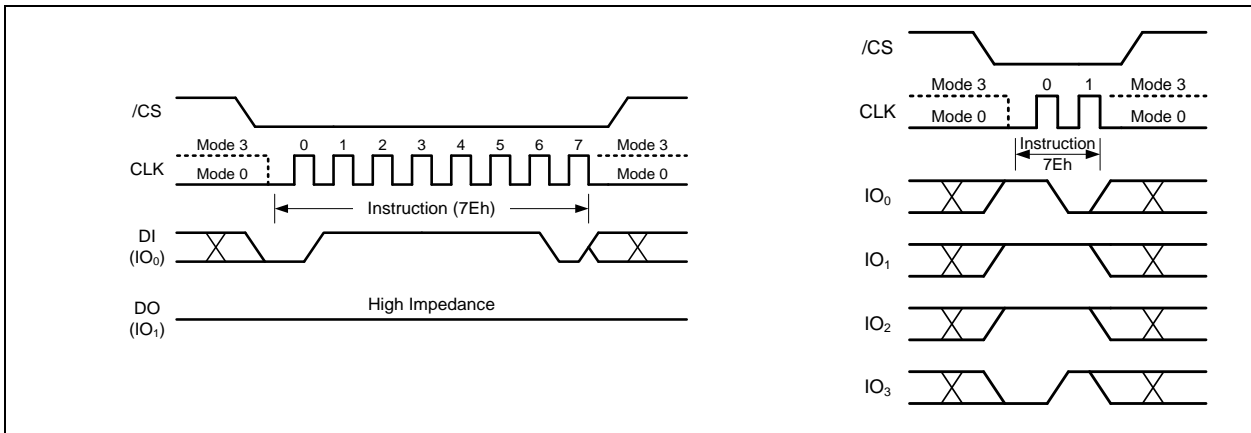 /CS
Mode 3 0 1 2 3 4 5 6 7 Mode 3
CLK Mode 0 Mode 0
Instruction (7Eh)
DI
(IO₀)
High Impedance
DO
(IO₁)
/CS
Mode 3 0 1 Mode 3
CLK Mode 0 Mode 0
Instruction
7Eh
IO₀
IO₁
IO₂
IO₃